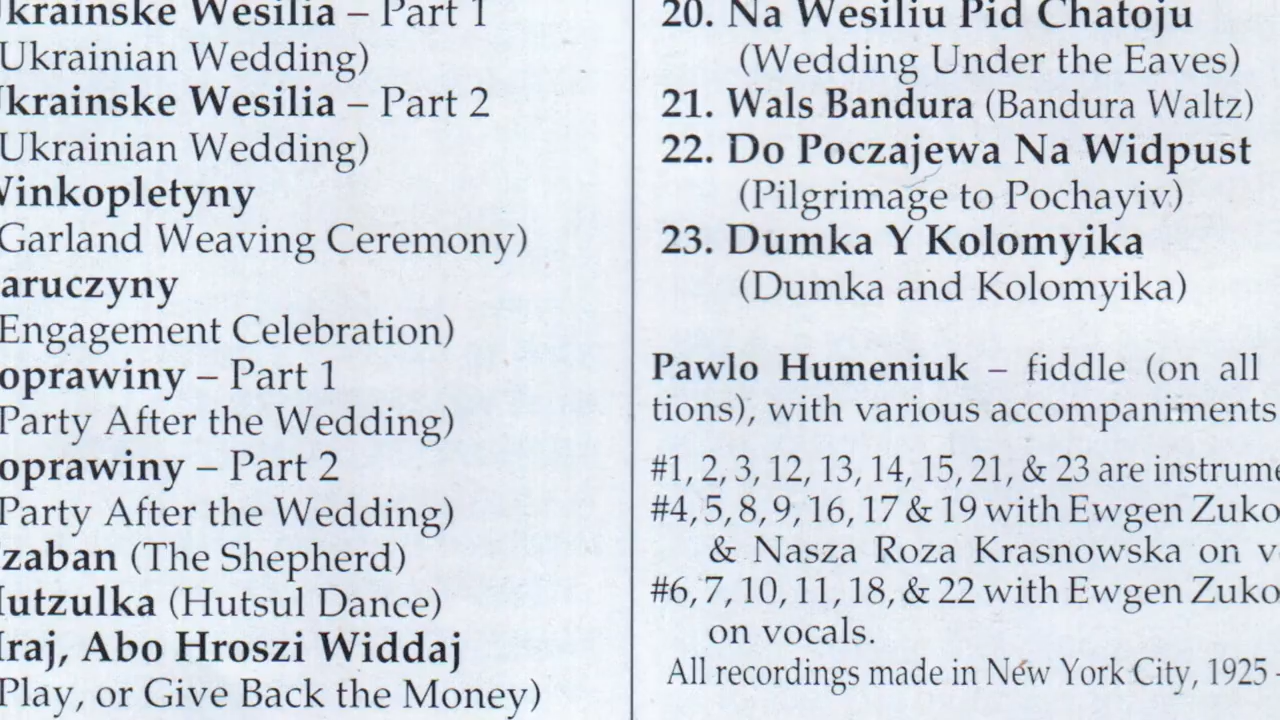 Ukrainske Wesilia – Part 1
(Ukrainian Wedding)
Ukrainske Wesilia – Part 2
(Ukrainian Wedding)
Winkopletyny
(Garland Weaving Ceremony)
aruczyny
(Engagement Celebration)
oprawiny – Part 1
(Party After the Wedding)
oprawiny – Part 2
(Party After the Wedding)
zaban (The Shepherd)
Hutzulka (Hutsul Dance)
Hraj, Abo Hroszi Widdaj
(Play, or Give Back the Money)
20. Na Wesiliu Pid Chatoju
(Wedding Under the Eaves)
21. Wals Bandura (Bandura Waltz)
22. Do Poczajewa Na Widpust
(Pilgrimage to Pochayiv)
23. Dumka Y Kolomyika
(Dumka and Kolomyika)
Pawlo Humeniuk – fiddle (on all
tions), with various accompaniments
#1, 2, 3, 12, 13, 14, 15, 21, & 23 are instrume
#4, 5, 8, 9, 16, 17 & 19 with Ewgen Zuko
& Nasza Roza Krasnowska on v
#6, 7, 10, 11, 18, & 22 with Ewgen Zuko
on vocals.
All recordings made in New York City, 1925 -